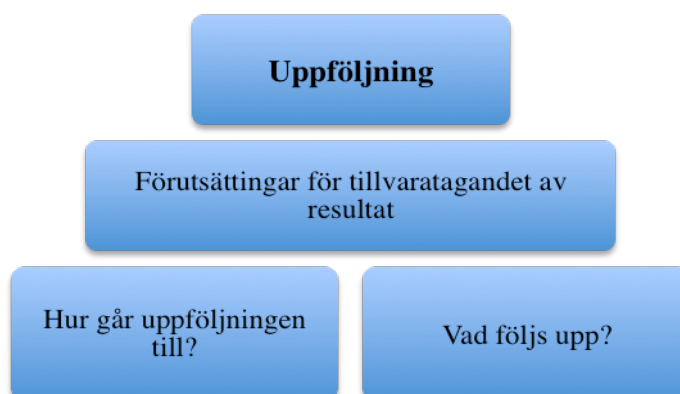 Uppföljning
Förutsättingar för tillvaratagandet av
resultat
Hur går uppföljningen
till?
Vad följs upp?